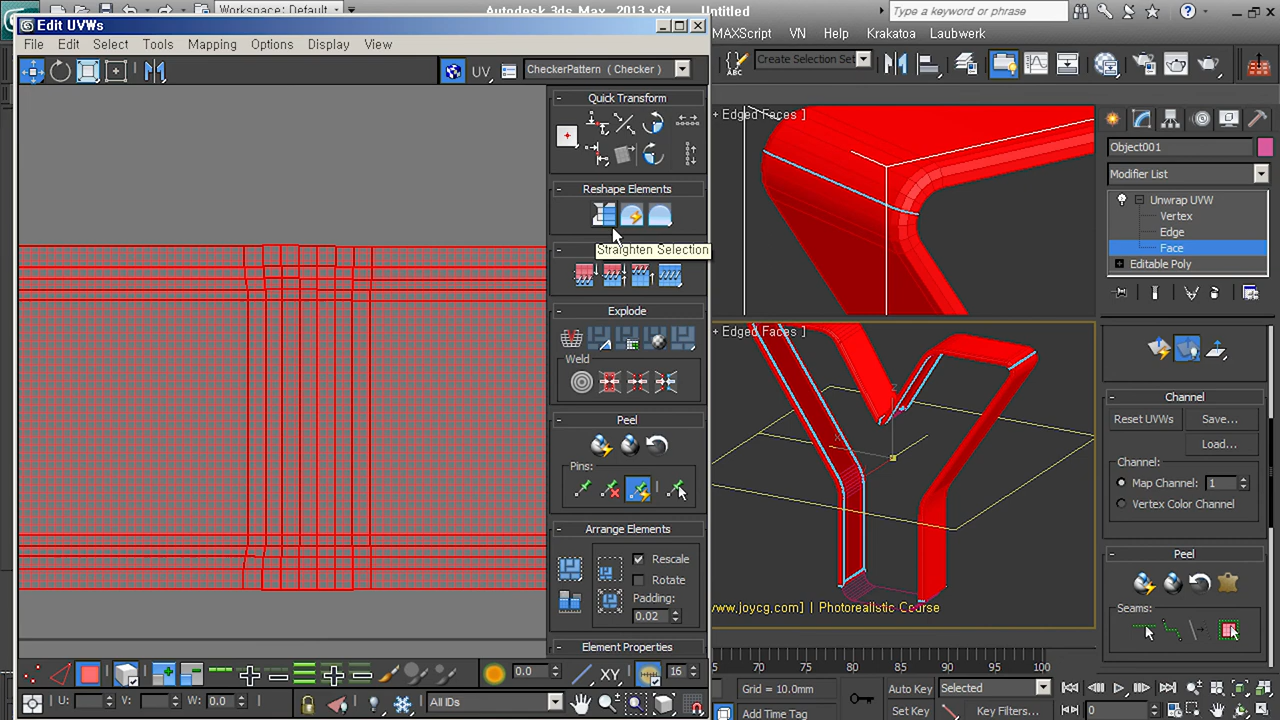 Workspace: Default
Autodesk 3ds Max 2013 x64
Untitled
Type a keyword or phrase
Edit UVWs
File Edit Select Tools Mapping Options Display View
MAXScript VN Help Krakatoa Laubwerk
UV
CheckerPattern ( Checker )
Create Selection Set
Quick Transform
Reshape Elements
Straighten Selection
Explode
Weld
Peel
Pins:
Arrange Elements
Rescale
Rotate
Padding:
0.02
Element Properties
+ Edged Faces ]
+ Edged Faces ]
www.joycg.com] | Photorealistic Course
Object001
Modifier List
Unwrap UVW
Vertex
Edge
Face
Editable Poly
Channel
Reset UVWs Save...
Load...
Channel:
Map Channel: 1
Vertex Color Channel
Peel
Seams:
0.0
XY
16
U: V: W: 0.0
All IDs
70 75 80 85 90 95 100
Grid = 10.0mm
Add Time Tag
Auto Key Selected
Set Key Key Filters...
0